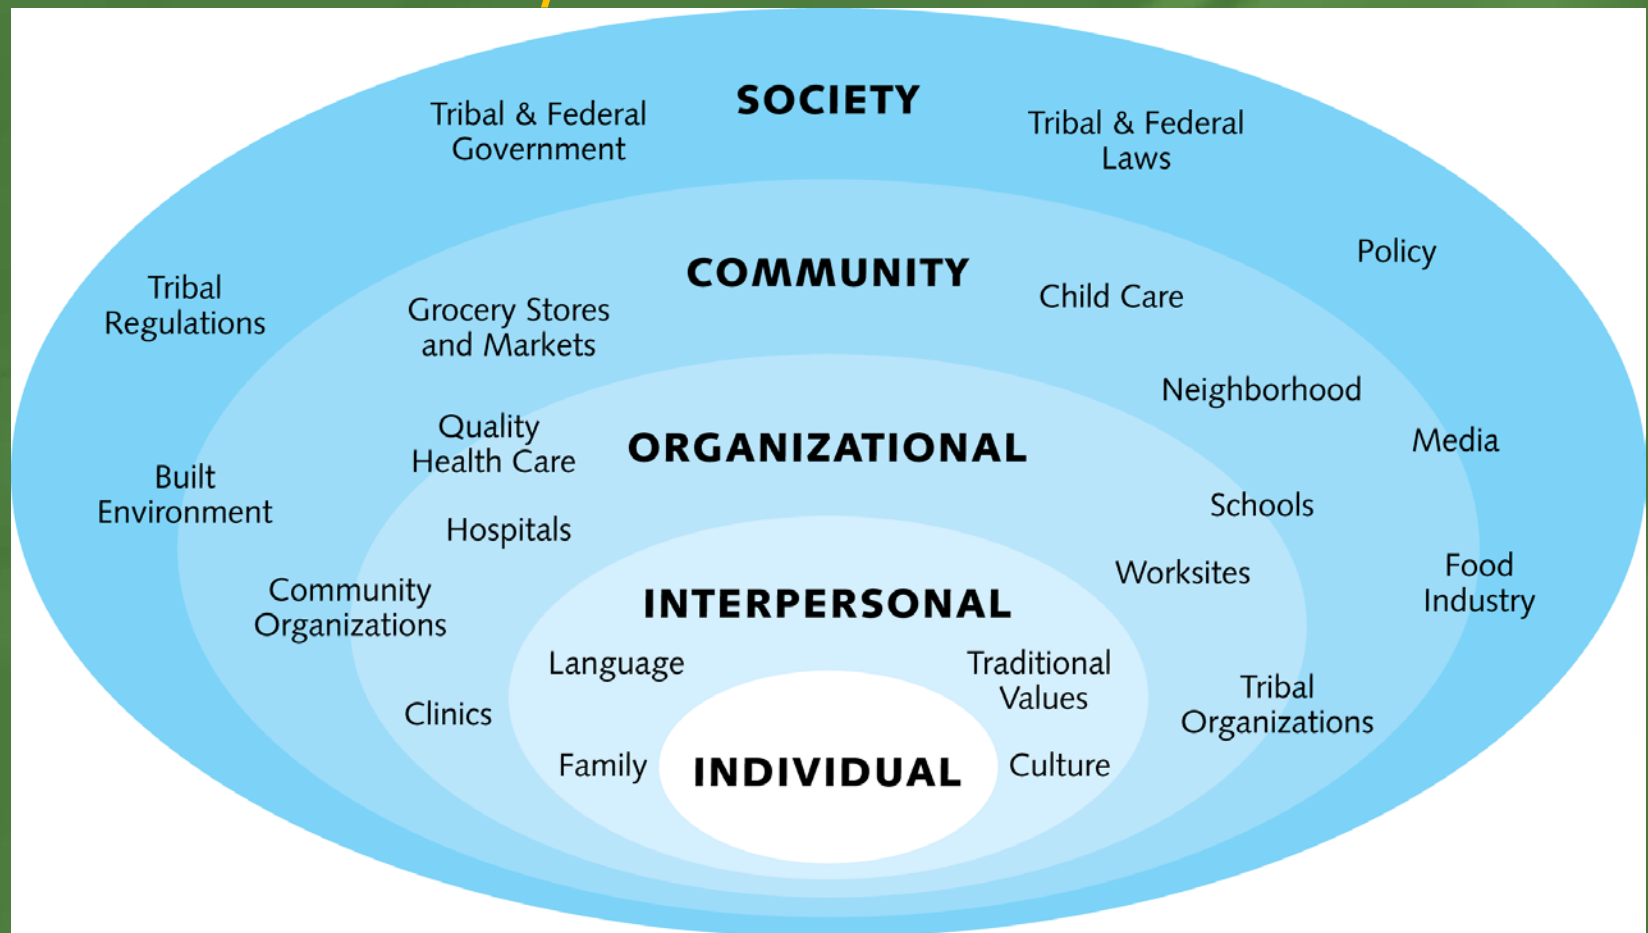 SOCIETY
Tribal & Federal
Government
Tribal & Federal
Laws
Policy
Tribal
Regulations
Media
Built
Environment
Food
Industry
COMMUNITY
Child Care
Grocery Stores
and Markets
Neighborhood
Quality
Health Care
Schools
Community
Organizations
ORGANIZATIONAL
Hospitals
Worksites
Clinics
Tribal
Organizations
INTERPERSONAL
Language
Traditional
Values
Family
Culture
INDIVIDUAL